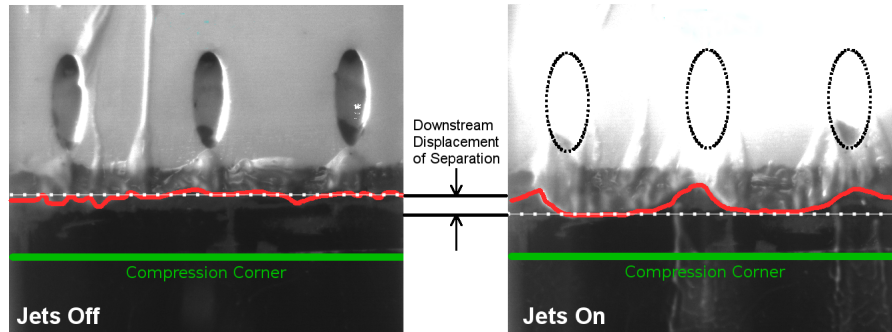 Downstream
Displacement
of Separation
Compression Corner
Jets Off
Compression Corner
Jets On